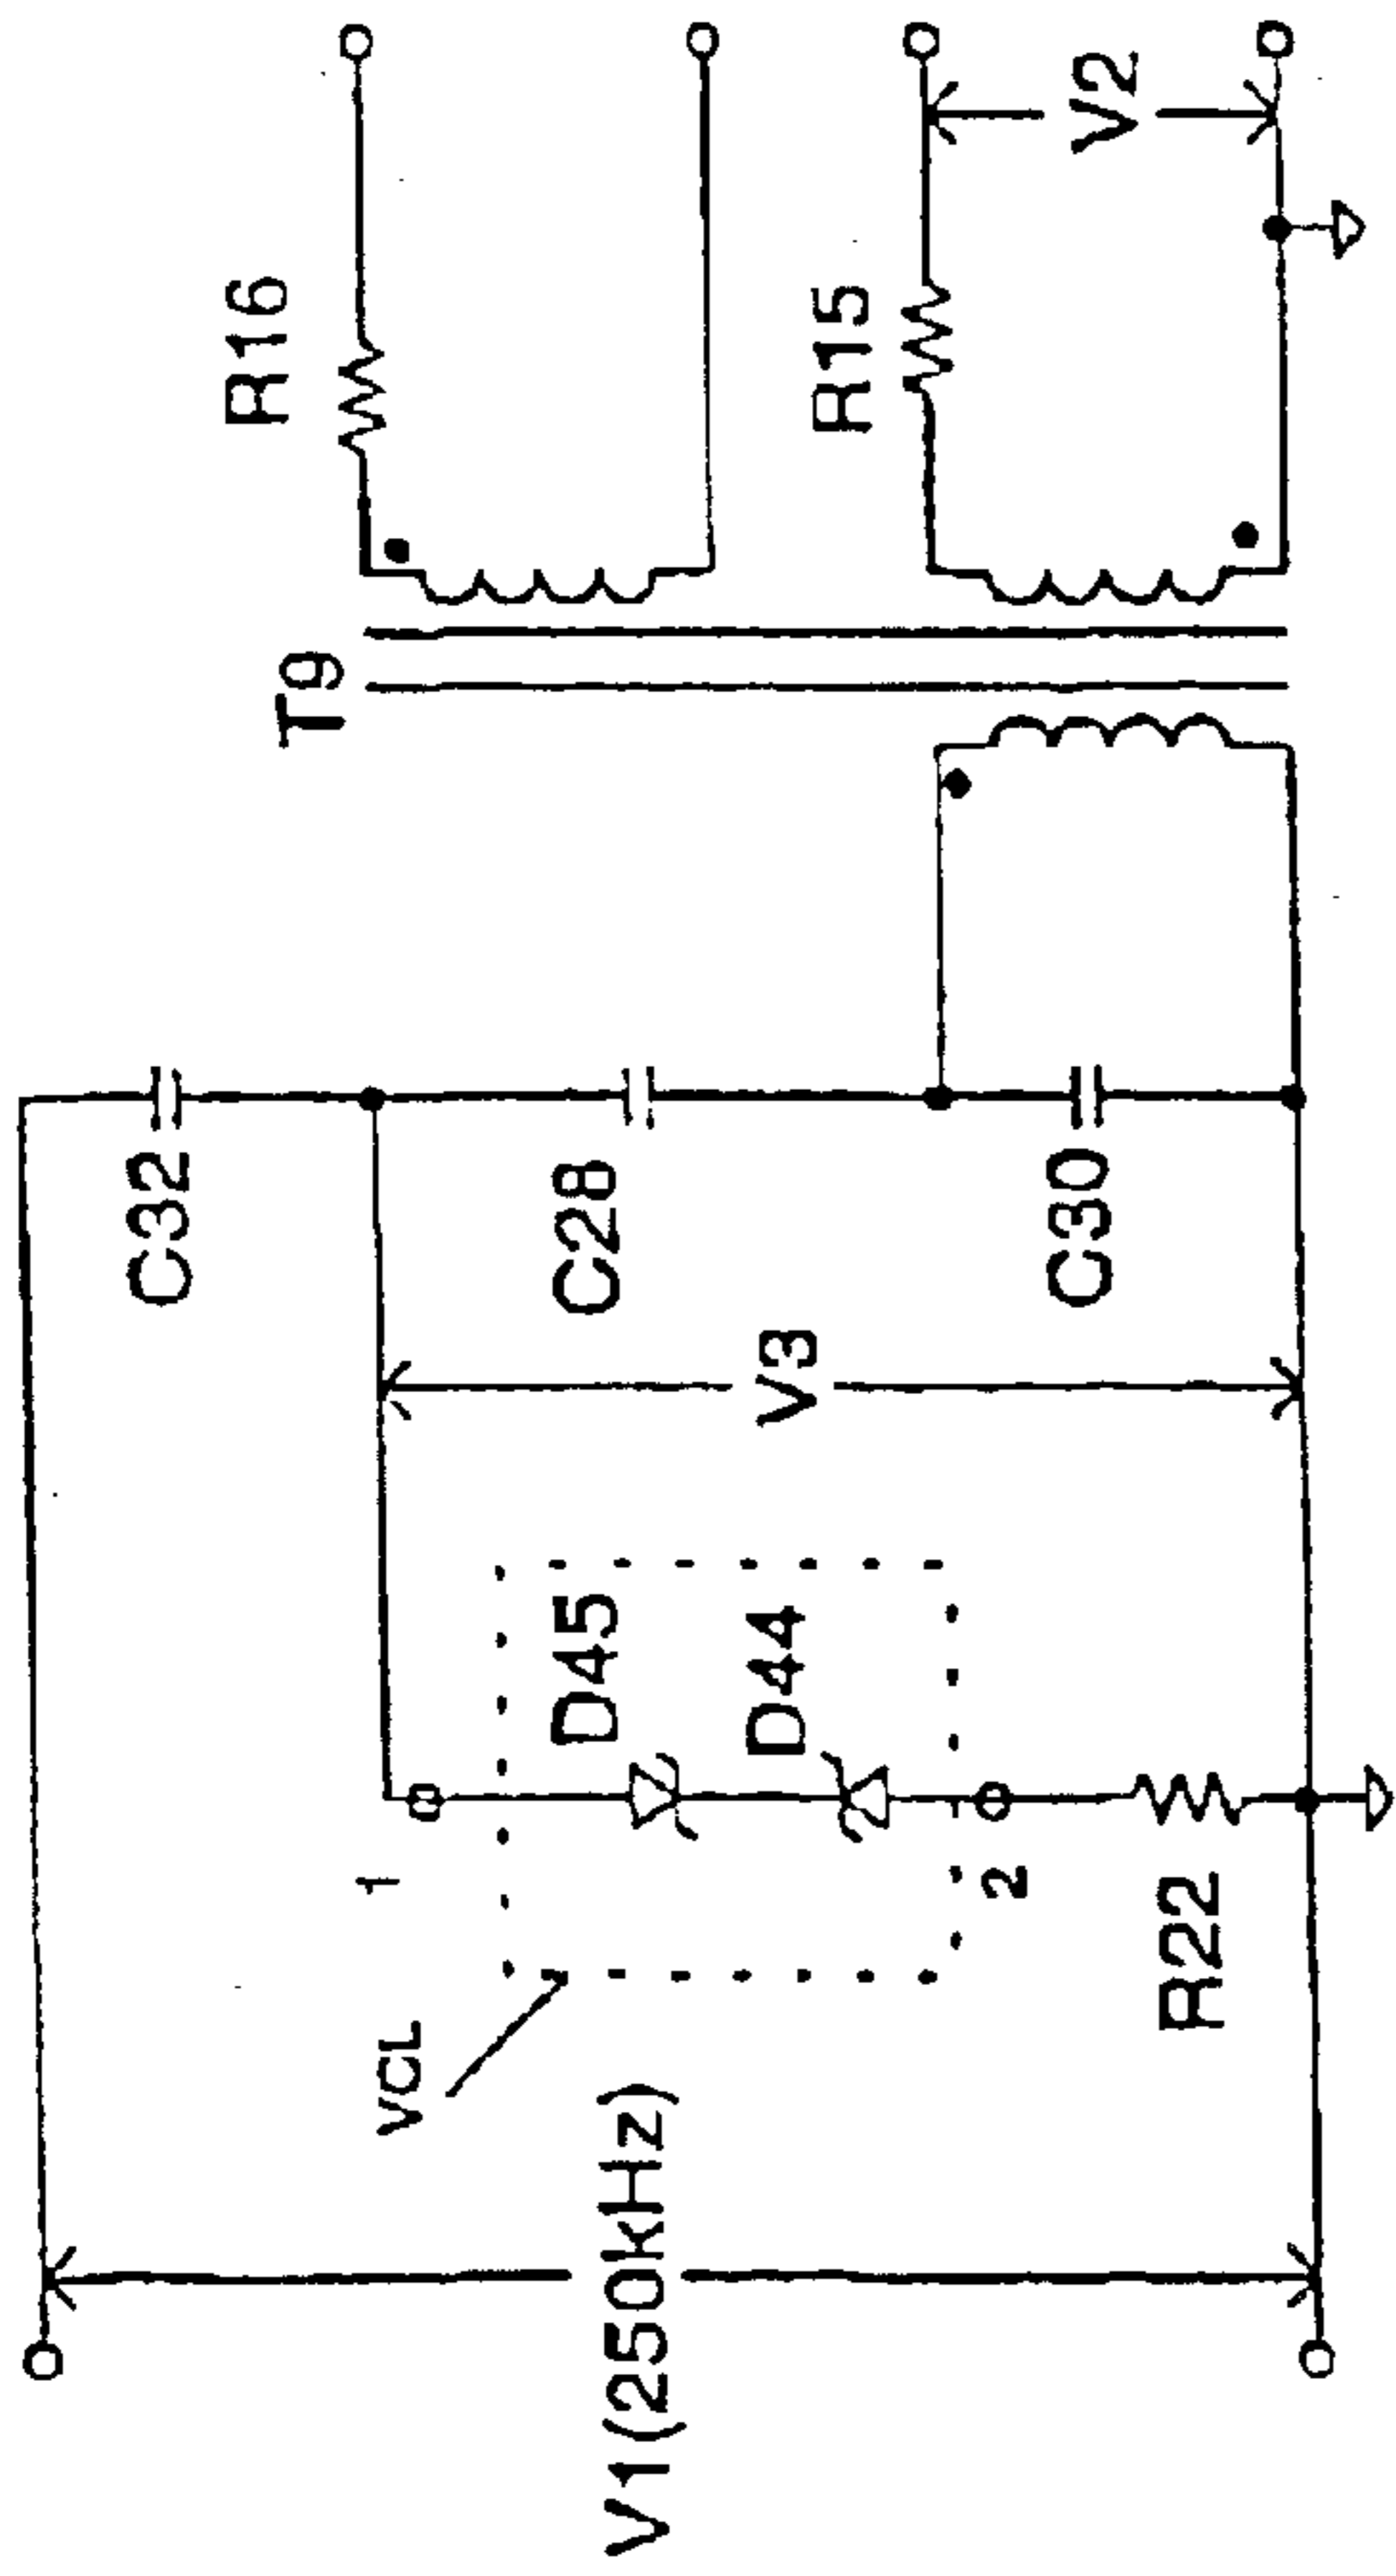 V1(250kHz)
VCL
1
D45
D44
2
R22
V3
C32
C28
C30
T9
R16
R15
V2